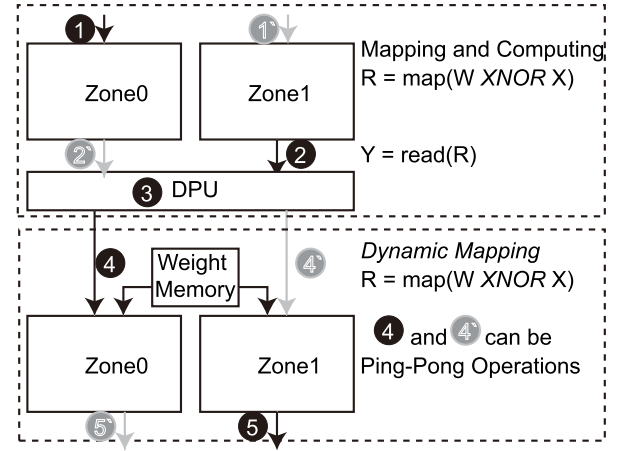 1
1`
Zone0
Zone1
Mapping and Computing
R = map(W XNOR X)
2`
2
Y = read(R)
3 DPU
4
Weight
Memory
4`
Dynamic Mapping
R = map(W XNOR X)
Zone0
Zone1
4 and 4` can be
Ping-Pong Operations
5`
5